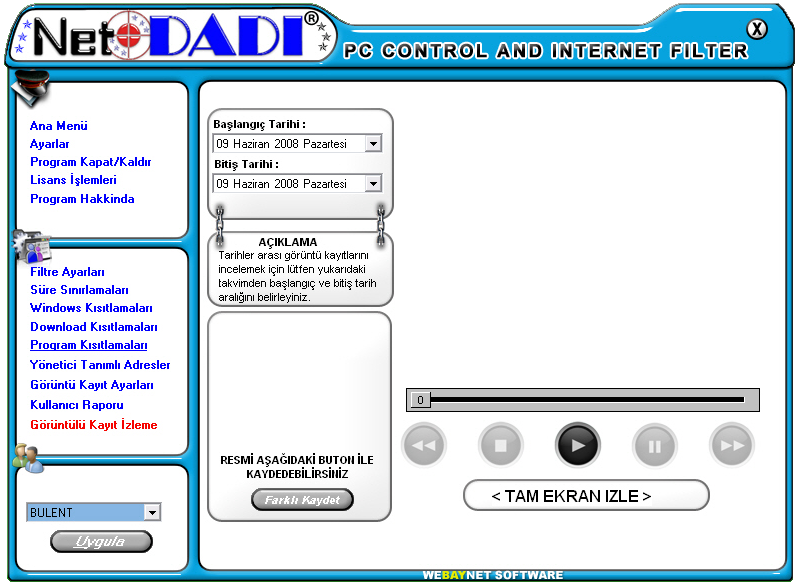 NetDADI®
PC CONTROL AND INTERNET FILTER
X
Ana Menü
Ayarlar
Program Kapat/Kaldır
Lisans İşlemleri
Program Hakkinda
Filtre Ayarları
Süre Sınırlamaları
Windows Kısıtlamaları
Download Kısıtlamaları
Program Kısıtlamaları
Yönetici Tanımlı Adresler
Görüntü Kayıt Ayarları
Kullanıcı Raporu
Görüntülü Kayıt İzleme
BULENT
Uygula
Başlangıç Tarihi :
09 Haziran 2008 Pazartesi
Bitiş Tarihi :
09 Haziran 2008 Pazartesi
AÇIKLAMA
Tarihler arası görüntü kayıtlarını
incelemek için lütfen yukarıdaki
takvimden başlangıç ve bitiş tarih
aralığını belirleyiniz.
RESMİ AŞAĞIDAKİ BUTON İLE
KAYDEDEBİLİRSİNİZ
Farklı Kaydet
0
< TAM EKRAN IZLE >
WEBAYNET SOFTWARE